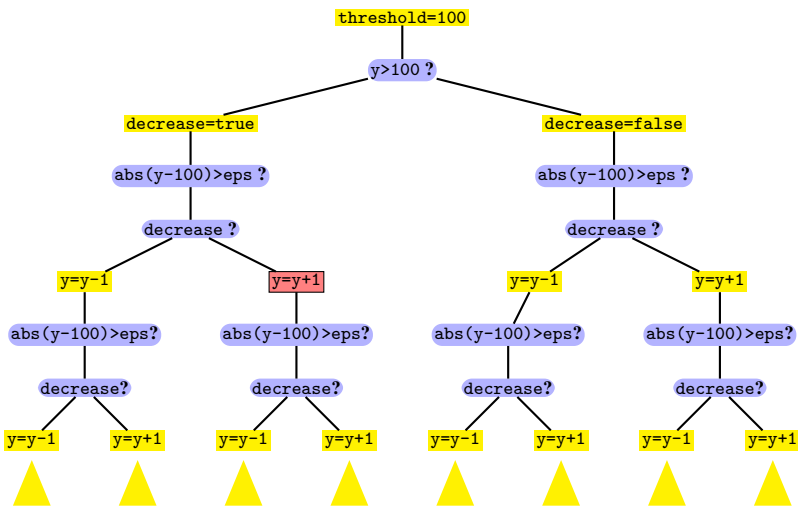 threshold=100
y>100 ?
decrease=true decrease=false
abs(y-100)>eps ? abs(y-100)>eps ?
decrease ? decrease ?
y=y-1 y=y+1 y=y-1 y=y+1
abs(y-100)>eps? abs(y-100)>eps? abs(y-100)>eps? abs(y-100)>eps?
decrease? decrease? decrease? decrease?
y=y-1 y=y+1 y=y-1 y=y+1 y=y-1 y=y+1 y=y-1 y=y+1